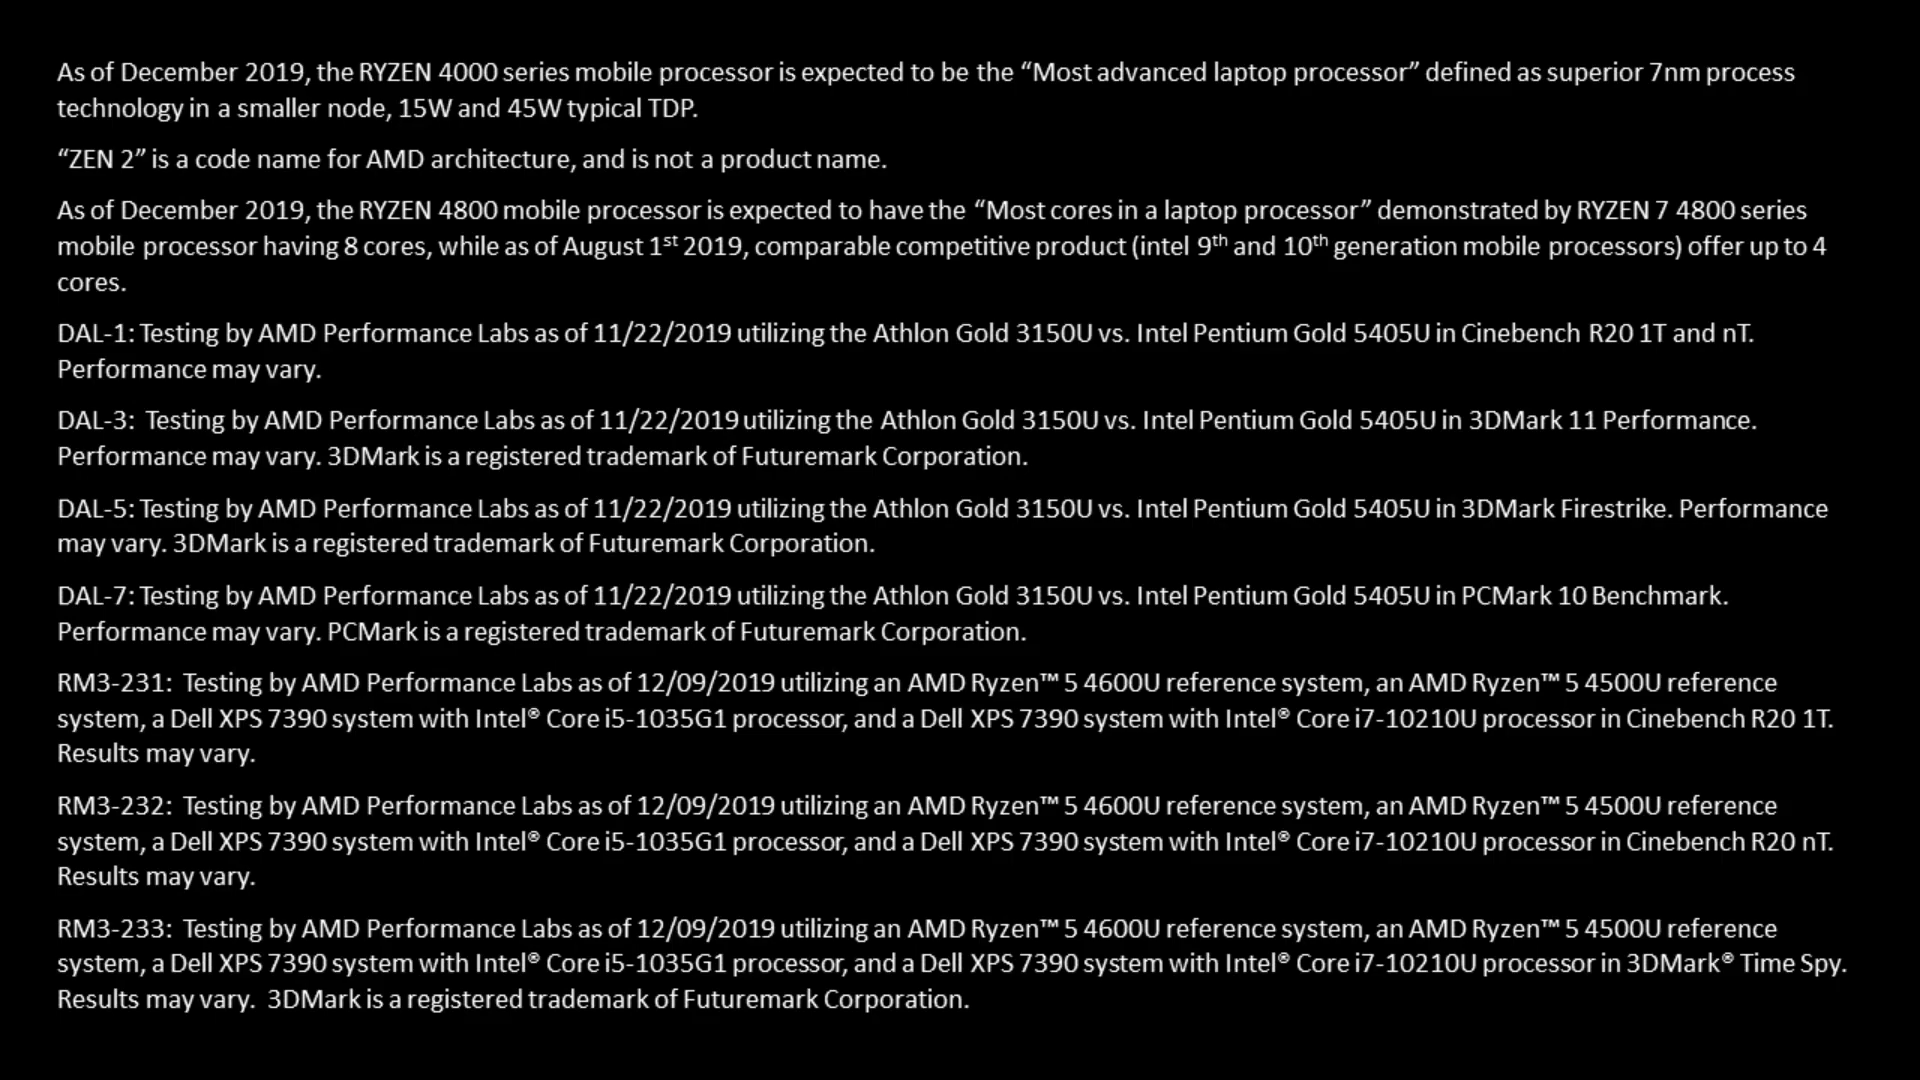 As of December 2019, the RYZEN 4000 series mobile processor is expected to be the “Most advanced laptop processor” defined as superior 7nm process
technology in a smaller node, 15W and 45W typical TDP.
“ZEN 2” is a code name for AMD architecture, and is not a product name.
As of December 2019, the RYZEN 4800 mobile processor is expected to have the “Most cores in a laptop processor” demonstrated by RYZEN 7 4800 series
mobile processor having 8 cores, while as of August 1st 2019, comparable competitive product (intel 9th and 10th generation mobile processors) offer up to 4
cores.
DAL-1: Testing by AMD Performance Labs as of 11/22/2019 utilizing the Athlon Gold 3150U vs. Intel Pentium Gold 5405U in Cinebench R20 1T and nT.
Performance may vary.
DAL-3: Testing by AMD Performance Labs as of 11/22/2019 utilizing the Athlon Gold 3150U vs. Intel Pentium Gold 5405U in 3DMark 11 Performance.
Performance may vary. 3DMark is a registered trademark of Futuremark Corporation.
DAL-5: Testing by AMD Performance Labs as of 11/22/2019 utilizing the Athlon Gold 3150U vs. Intel Pentium Gold 5405U in 3DMark Firestrike. Performance
may vary. 3DMark is a registered trademark of Futuremark Corporation.
DAL-7: Testing by AMD Performance Labs as of 11/22/2019 utilizing the Athlon Gold 3150U vs. Intel Pentium Gold 5405U in PCMark 10 Benchmark.
Performance may vary. PCMark is a registered trademark of Futuremark Corporation.
RM3-231: Testing by AMD Performance Labs as of 12/09/2019 utilizing an AMD Ryzen™ 5 4600U reference system, an AMD Ryzen™ 5 4500U reference
system, a Dell XPS 7390 system with Intel® Core i5-1035G1 processor, and a Dell XPS 7390 system with Intel® Core i7-10210U processor in Cinebench R20 1T.
Results may vary.
RM3-232: Testing by AMD Performance Labs as of 12/09/2019 utilizing an AMD Ryzen™ 5 4600U reference system, an AMD Ryzen™ 5 4500U reference
system, a Dell XPS 7390 system with Intel® Core i5-1035G1 processor, and a Dell XPS 7390 system with Intel® Core i7-10210U processor in Cinebench R20 nT.
Results may vary.
RM3-233: Testing by AMD Performance Labs as of 12/09/2019 utilizing an AMD Ryzen™ 5 4600U reference system, an AMD Ryzen™ 5 4500U reference
system, a Dell XPS 7390 system with Intel® Core i5-1035G1 processor, and a Dell XPS 7390 system with Intel® Core i7-10210U processor in 3DMark® Time Spy.
Results may vary. 3DMark is a registered trademark of Futuremark Corporation.